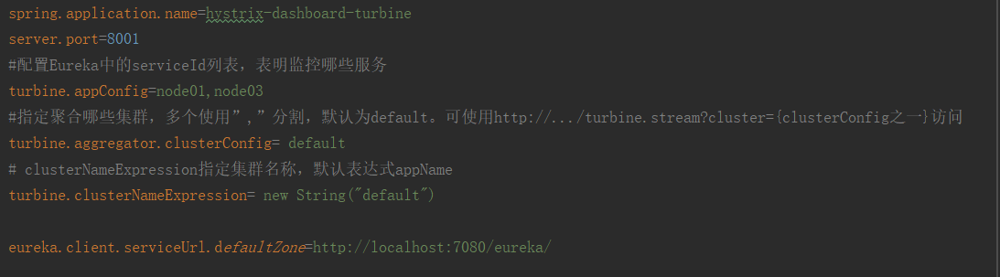 spring.application.name=hystrix-dashboard-turbine
server.port=8001
#配置Eureka中的serviceId列表，表明监控哪些服务
turbine.appConfig=node01,node03
#指定聚合哪些集群，多个使用”,”分割，默认为default。可使用http://.../turbine.stream?cluster={clusterConfig之一}访问
turbine.aggregator.clusterConfig= default
# clusterNameExpression指定集群名称，默认表达式appName
turbine.clusterNameExpression= new String("default")
eureka.client.serviceUrl.defaultZone=http://localhost:7080/eureka/